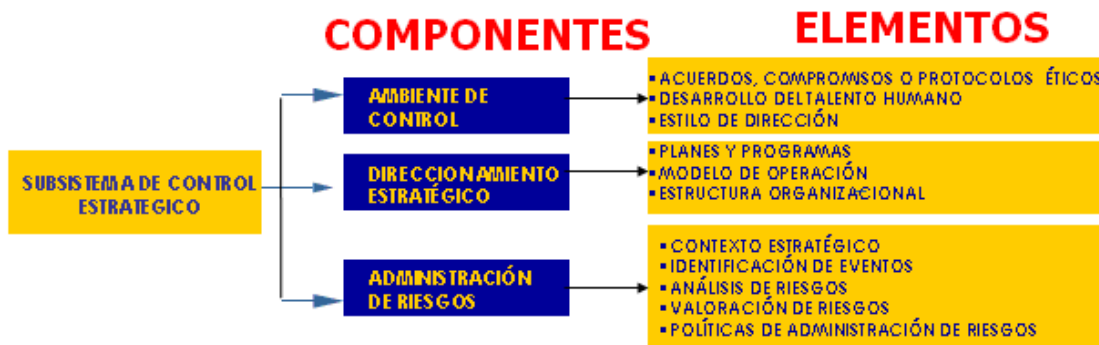 COMPONENTES
ELEMENTOS
SUBSISTEMA DE CONTROL
ESTRATEGICO
AMBIENTE DE
CONTROL
▪ACUERDOS, COMPROMISOS O PROTOCOLOS ÉTICOS
▪DESARROLLO DEL TALENTO HUMANO
▪ESTILO DE DIRECCIÓN
DIRECCIONAMIENTO
ESTRATÉGICO
▪PLANES Y PROGRAMAS
▪MODELO DE OPERACIÓN
▪ESTRUCTURA ORGANIZACIONAL
ADMINISTRACIÓN
DE RIESGOS
▪CONTEXTO ESTRATÉGICO
▪IDENTIFICACIÓN DE EVENTOS
▪ANÁLISIS DE RIESGOS
▪VALORACIÓN DE RIESGOS
▪POLÍTICAS DE ADMINISTRACIÓN DE RIESGOS